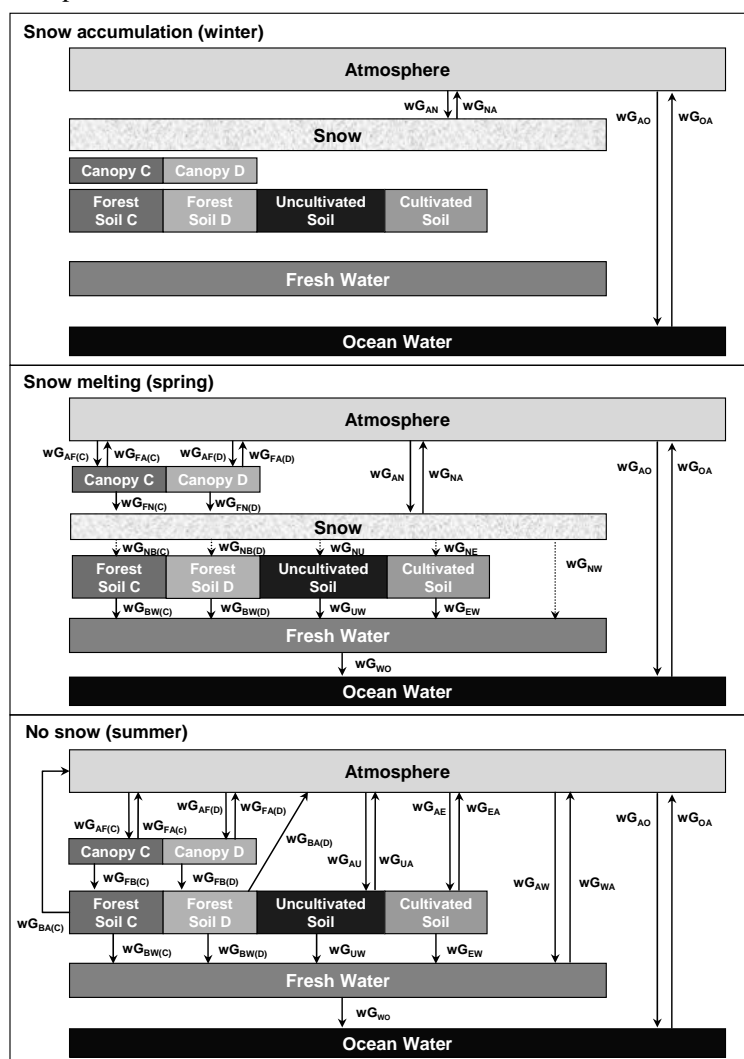 Snow accumulation (winter)
Atmosphere
wG_AN wG_NA
wG_AO wG_OA
Snow
Canopy C Canopy D
Forest Soil C Forest Soil D Uncultivated Soil Cultivated Soil
Fresh Water
Ocean Water
Snow melting (spring)
Atmosphere
wG_AF(C) wG_FA(C) wG_AF(D) wG_FA(D)
wG_AN wG_NA wG_AO wG_OA
Canopy C Canopy D
wG_FN(C) wG_FN(D)
Snow
wG_NB(C) wG_NB(D) wG_NU wG_NE wG_NW
Forest Soil C Forest Soil D Uncultivated Soil Cultivated Soil
wG_BW(C) wG_BW(D) wG_UW wG_EW
Fresh Water
wG_WO
Ocean Water
No snow (summer)
Atmosphere
wG_AF(C) wG_FA(c) wG_AF(D) wG_FA(D) wG_BA(D) wG_AU wG_UA wG_AE wG_EA wG_AW wG_WA wG_AO wG_OA
Canopy C Canopy D
wG_FB(C) wG_FB(D)
Forest Soil C Forest Soil D Uncultivated Soil Cultivated Soil
wG_BA(C)
wG_BW(C) wG_BW(D) wG_UW wG_EW
Fresh Water
wG_WO
Ocean Water